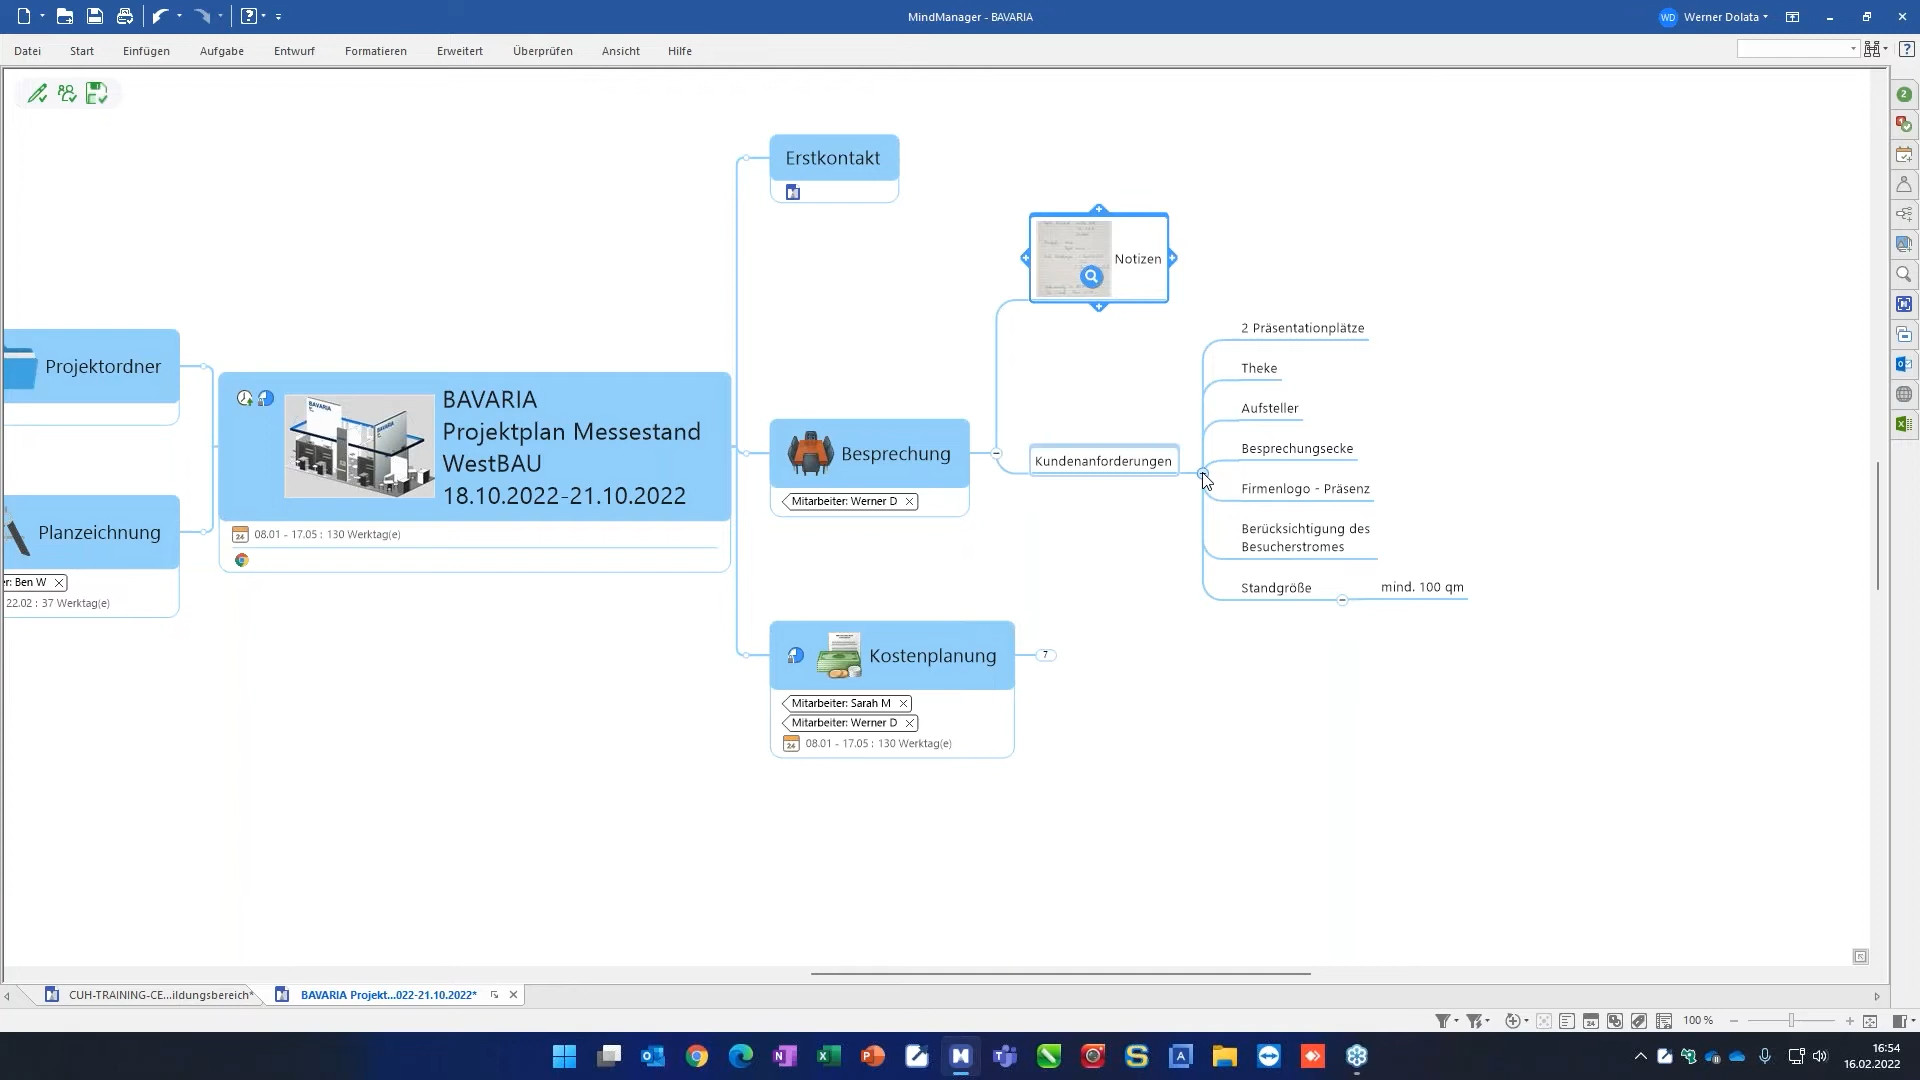 MindManager - BAVARIA
WD Werner Dolata
Datei Start Einfügen Aufgabe Entwurf Formatieren Erweitert Überprüfen Ansicht Hilfe
Erstkontakt
Notizen
Projektordner
BAVARIA
Projektplan Messestand
WestBAU
18.10.2022-21.10.2022
08.01 - 17.05 : 130 Werktag(e)
Planzeichnung
er: Ben W
22.02 : 37 Werktag(e)
Besprechung
Mitarbeiter: Werner D
Kundenanforderungen
2 Präsentationplätze
Theke
Aufsteller
Besprechungsecke
Firmenlogo - Präsenz
Berücksichtigung des
Besucherstromes
Standgröße
mind. 100 qm
Kostenplanung
7
Mitarbeiter: Sarah M
Mitarbeiter: Werner D
08.01 - 17.05 : 130 Werktag(e)
CUH-TRAINING-CE...ildungsbereich*
BAVARIA Projekt...022-21.10.2022*
100 %
16:54
16.02.2022